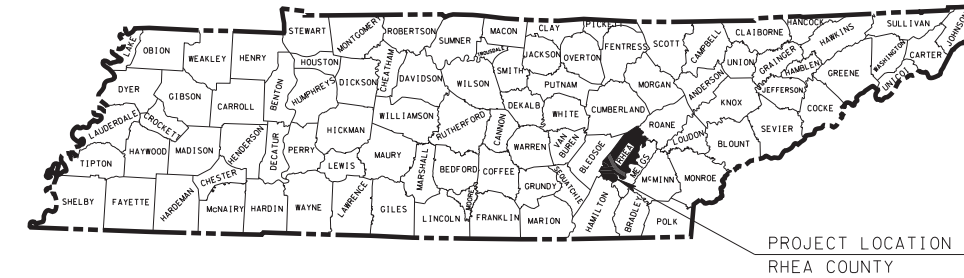 LAKE
OBION
WEAKLEY
HENRY
STEWART
MONTGOMERY
ROBERTSON
SUMNER
MACON
TROUSDALE
CLAY
PICKETT
JACKSON
OVERTON
FENTRESS
SCOTT
CAMPBELL
CLAIBORNE
HANCOCK
HAWKINS
SULLIVAN
JOHNSON
UNION
GRAINGER
HAMBLEN
GREENE
WASHINGTON
CARTER
UNICOI
DYER
GIBSON
CARROLL
BENTON
HOUSTON
HUMPHREYS
DICKSON
CHEATHAM
DAVIDSON
WILSON
SMITH
PUTNAM
MORGAN
ANDERSON
KNOX
JEFFERSON
COCKE
LAUDERDALE
CROCKETT
HAYWOOD
MADISON
HENDERSON
DECATUR
PERRY
HICKMAN
WILLIAMSON
RUTHERFORD
CANNON
DEKALB
WHITE
CUMBERLAND
ROANE
LOUDON
BLOUNT
SEVIER
TIPTON
CHESTER
LEWIS
MAURY
MARSHALL
BEDFORD
COFFEE
WARREN
VAN
BUREN
BLEDSOE
RHEA
MEIGS
McMINN
MONROE
SHELBY
FAYETTE
HARDEMAN
McNAIRY
HARDIN
WAYNE
LAWRENCE
GILES
LINCOLN
MOORE
FRANKLIN
GRUNDY
SEQUATCHIE
MARION
HAMILTON
BRADLEY
POLK
PROJECT LOCATION
RHEA COUNTY